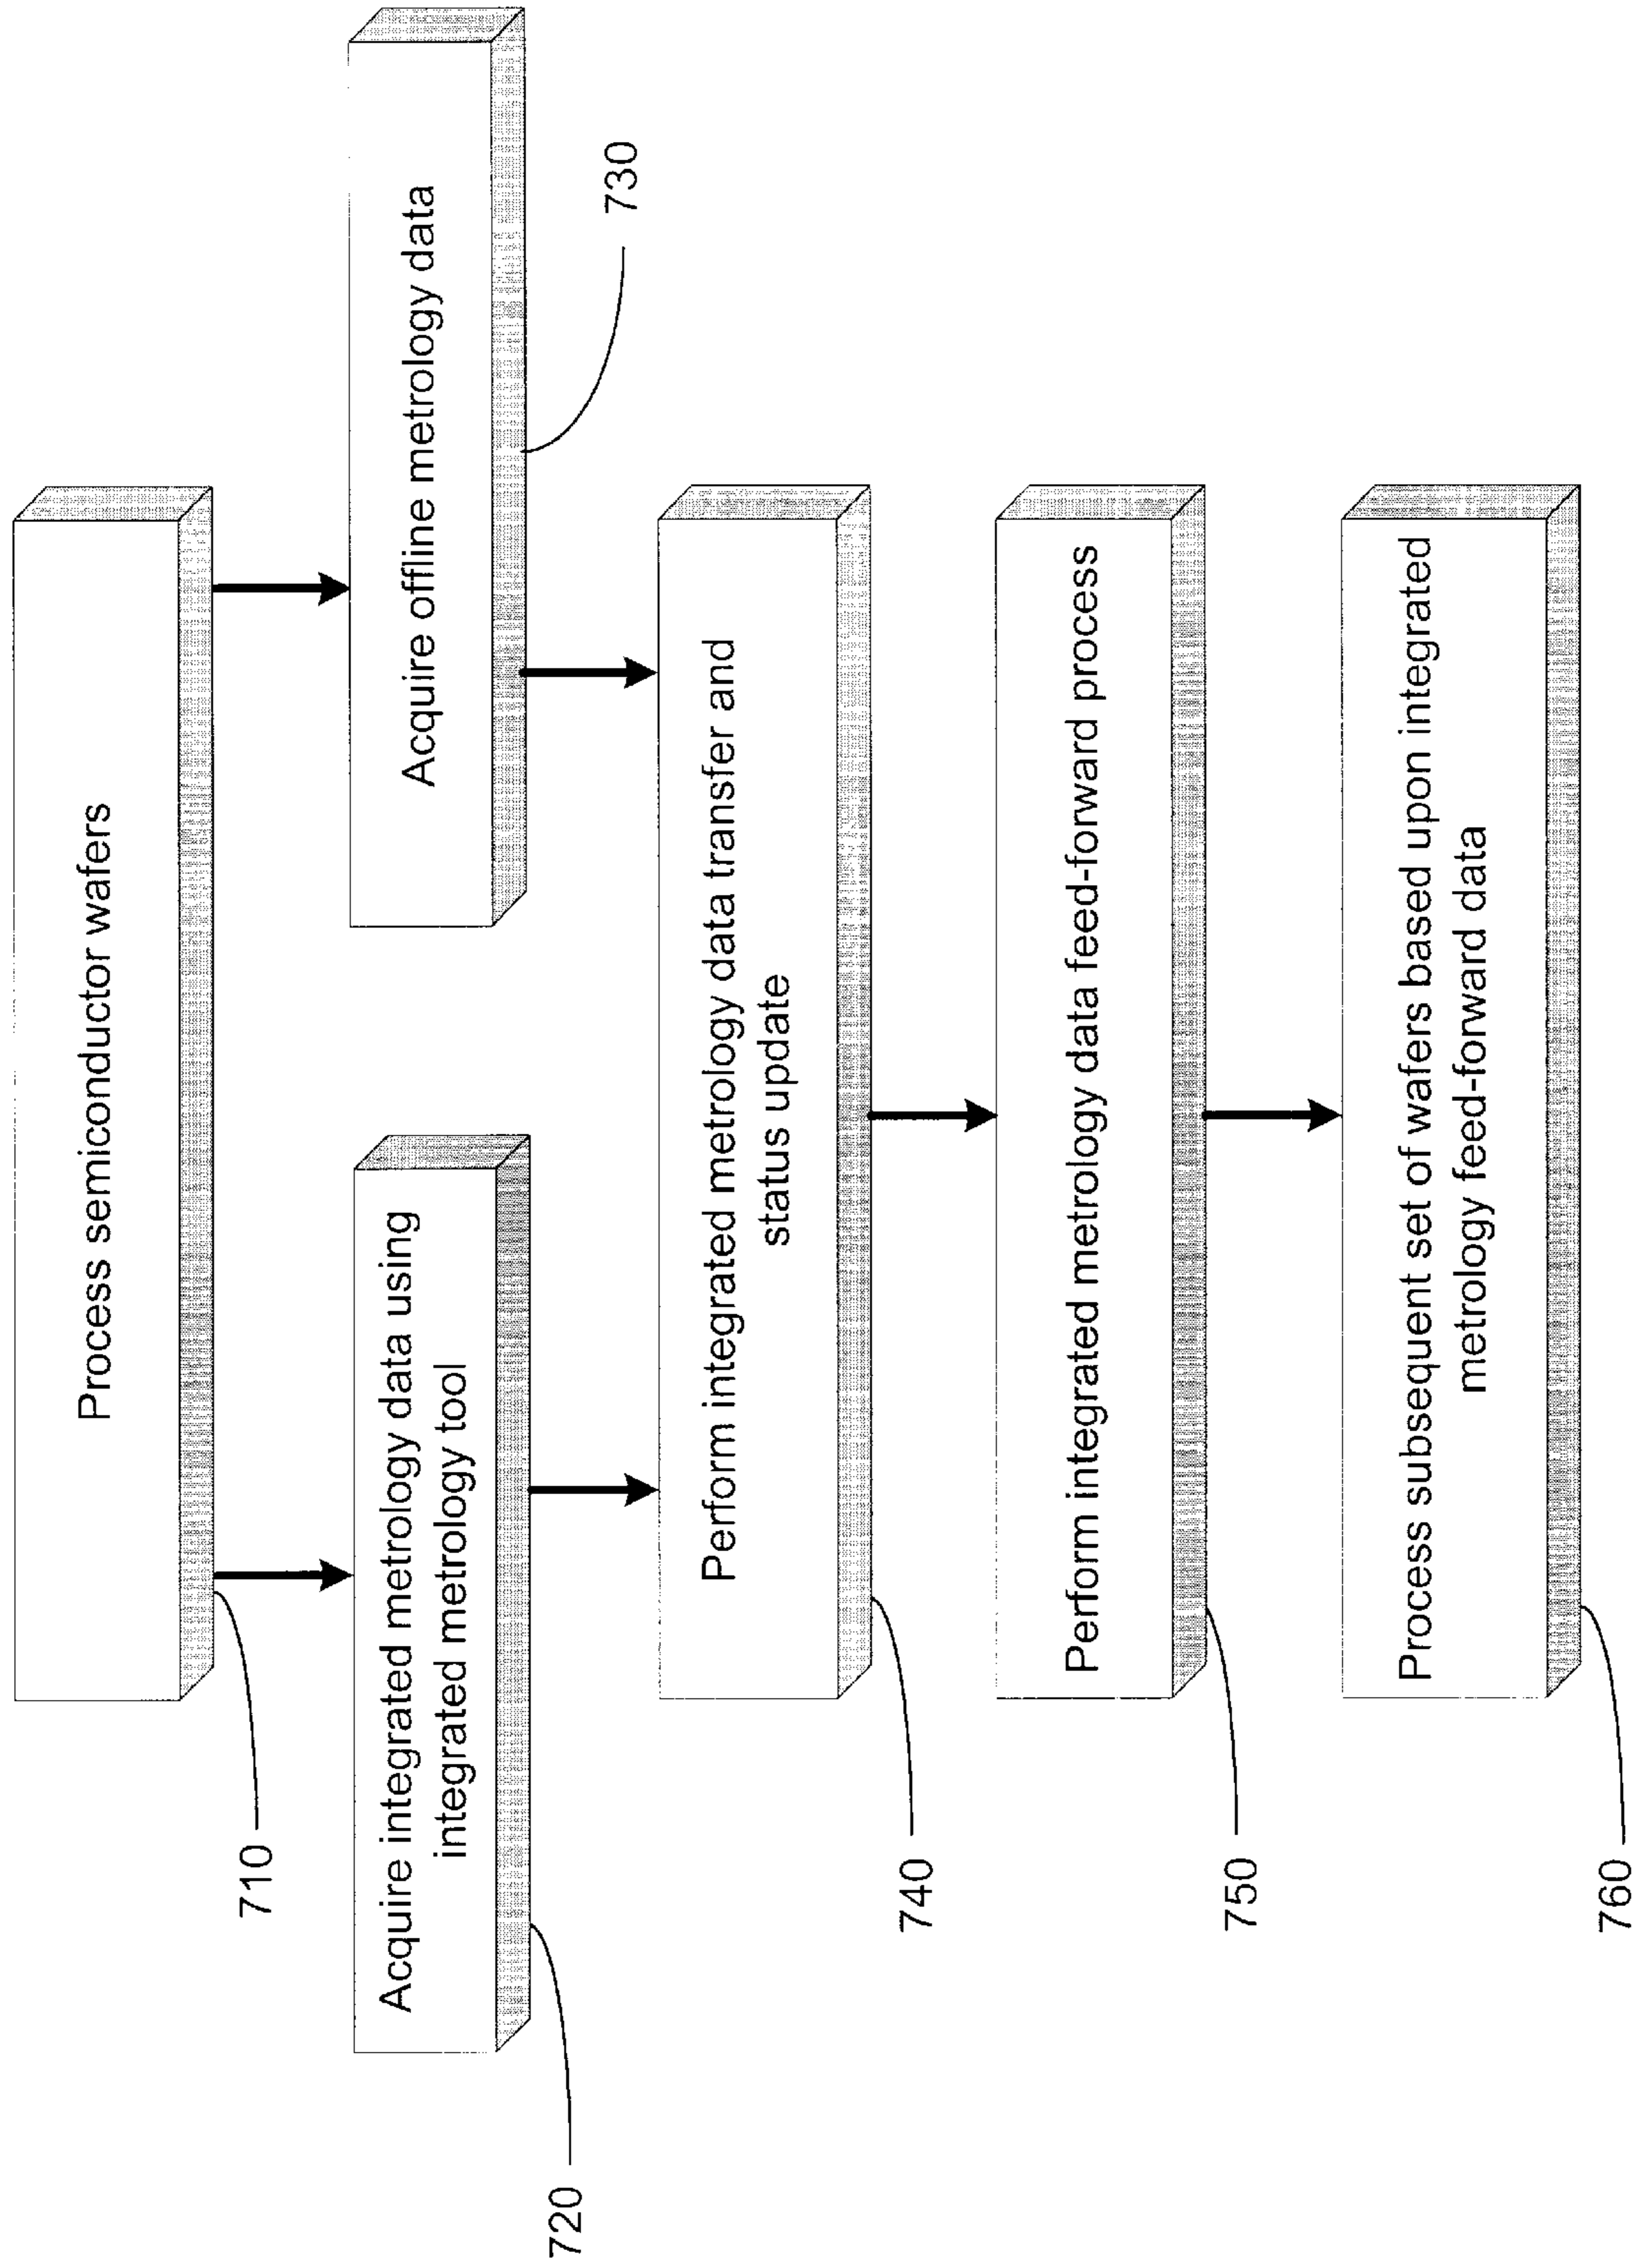 Process semiconductor wafers
710
Acquire integrated metrology data using
integrated metrology tool
720
Acquire offline metrology data
730
Perform integrated metrology data transfer and
status update
740
Perform integrated metrology data feed-forward process
750
Process subsequent set of wafers based upon integrated
metrology feed-forward data
760